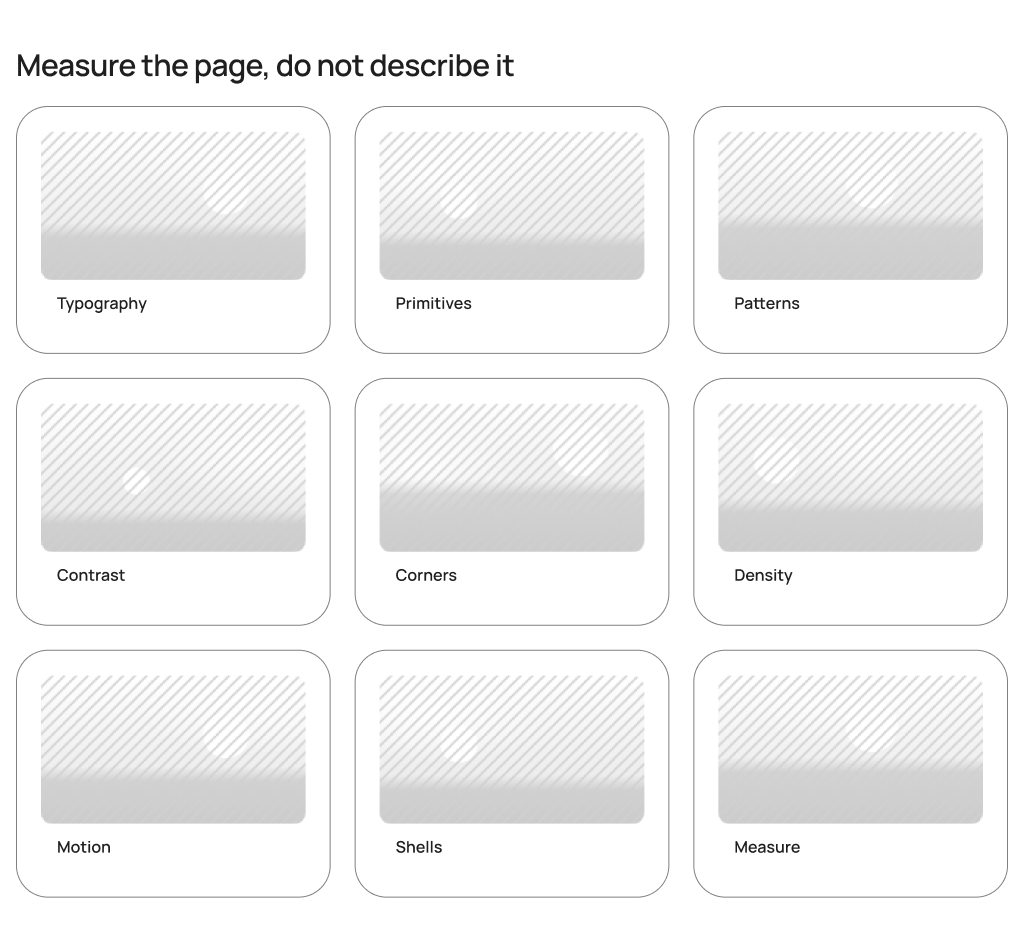 Measure the page, do not describe it
Typography
Primitives
Patterns
Contrast
Corners
Density
Motion
Shells
Measure